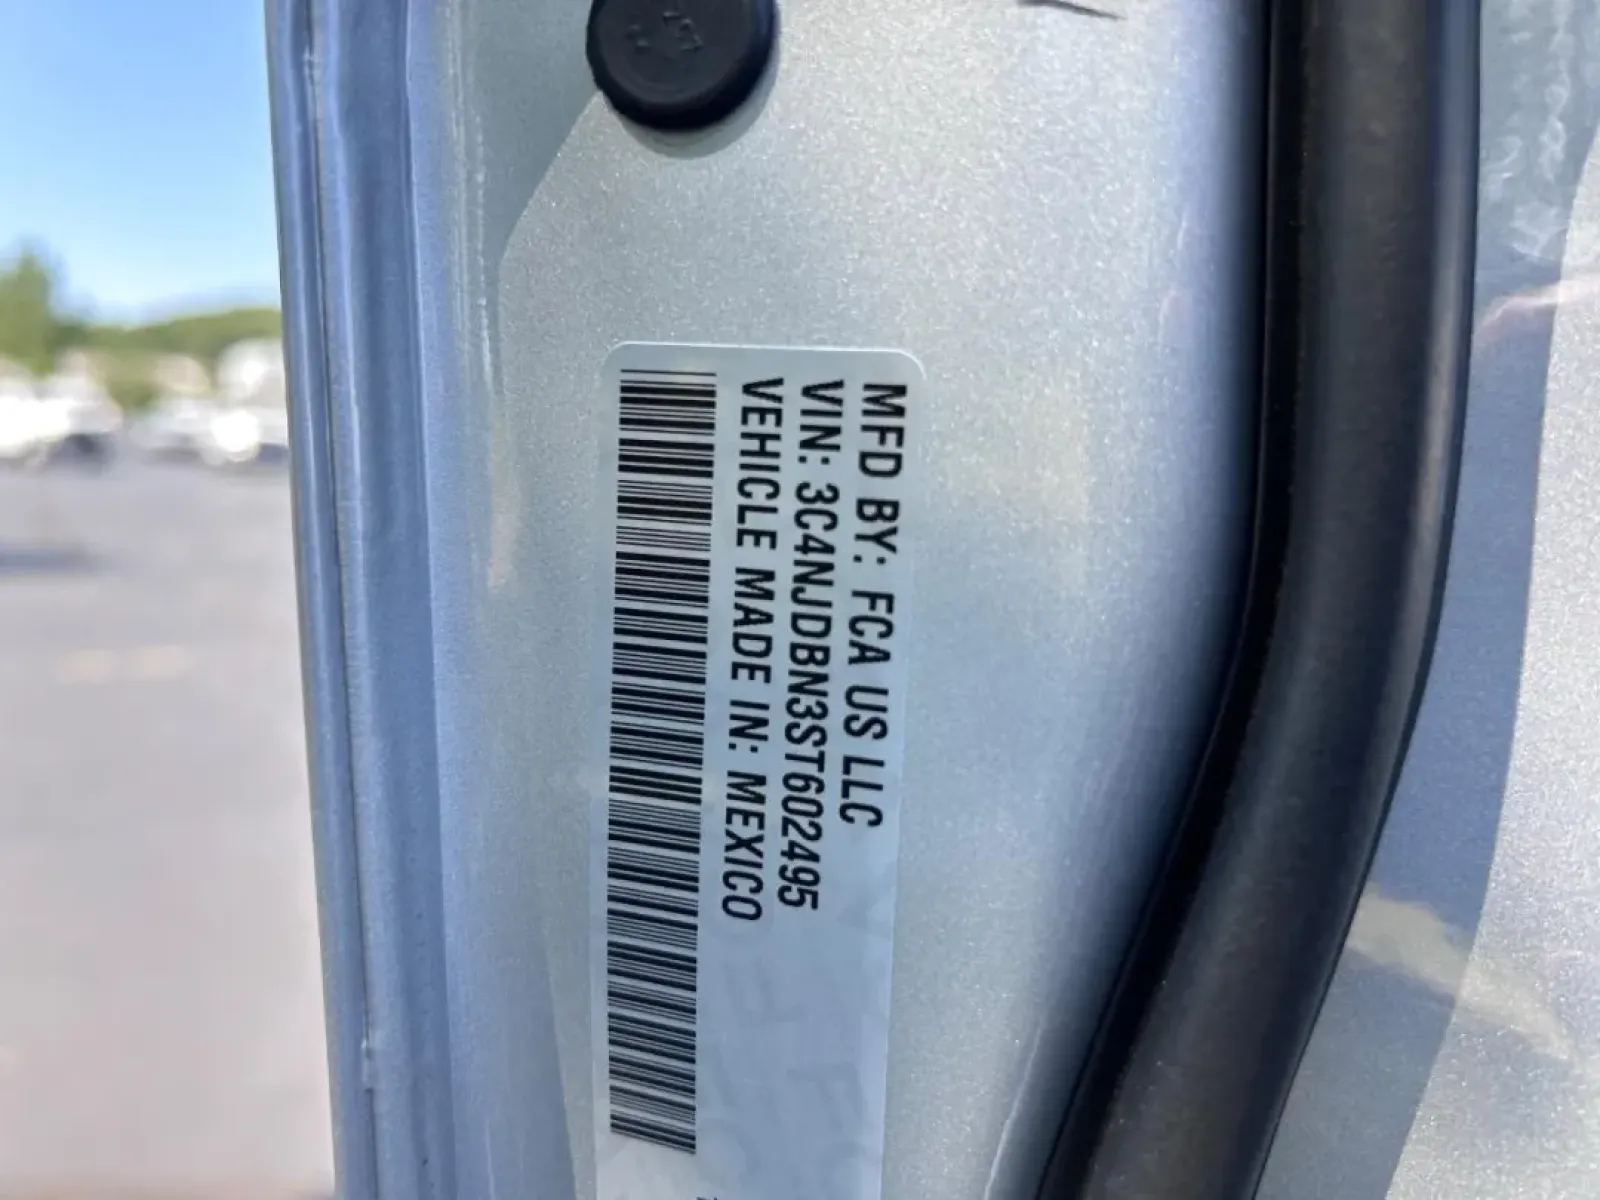 MFD BY: FCA US LLC
VIN: 3C4NJDBN3ST602495
VEHICLE MADE IN: MEXICO